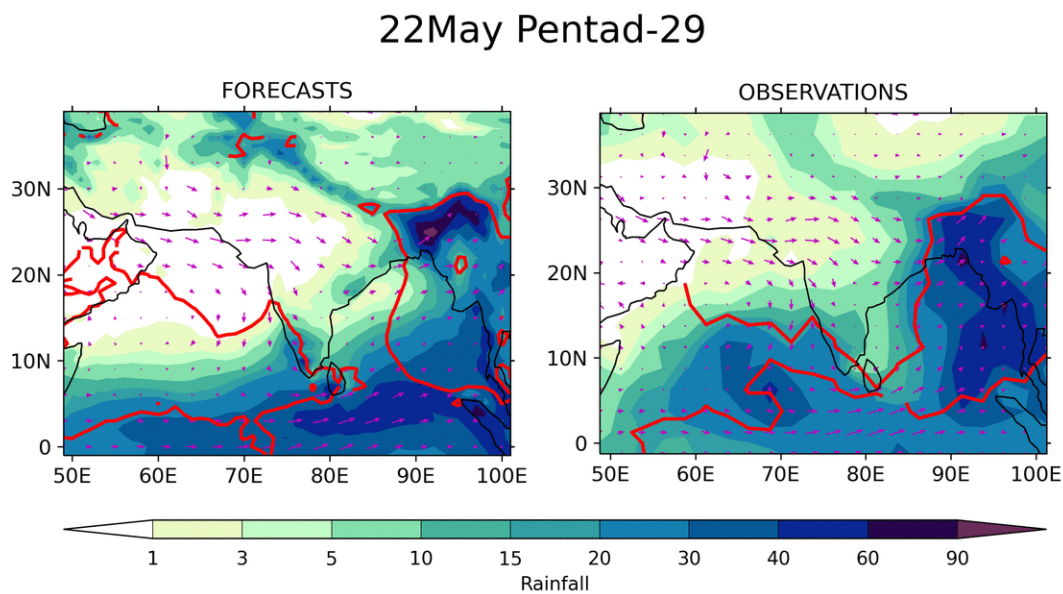 22May Pentad-29
FORECASTS
OBSERVATIONS
30N
20N
10N
0
50E 60E 70E 80E 90E 100E
30N
20N
10N
0
50E 60E 70E 80E 90E 100E
1 3 5 10 15 20 30 40 60 90
Rainfall